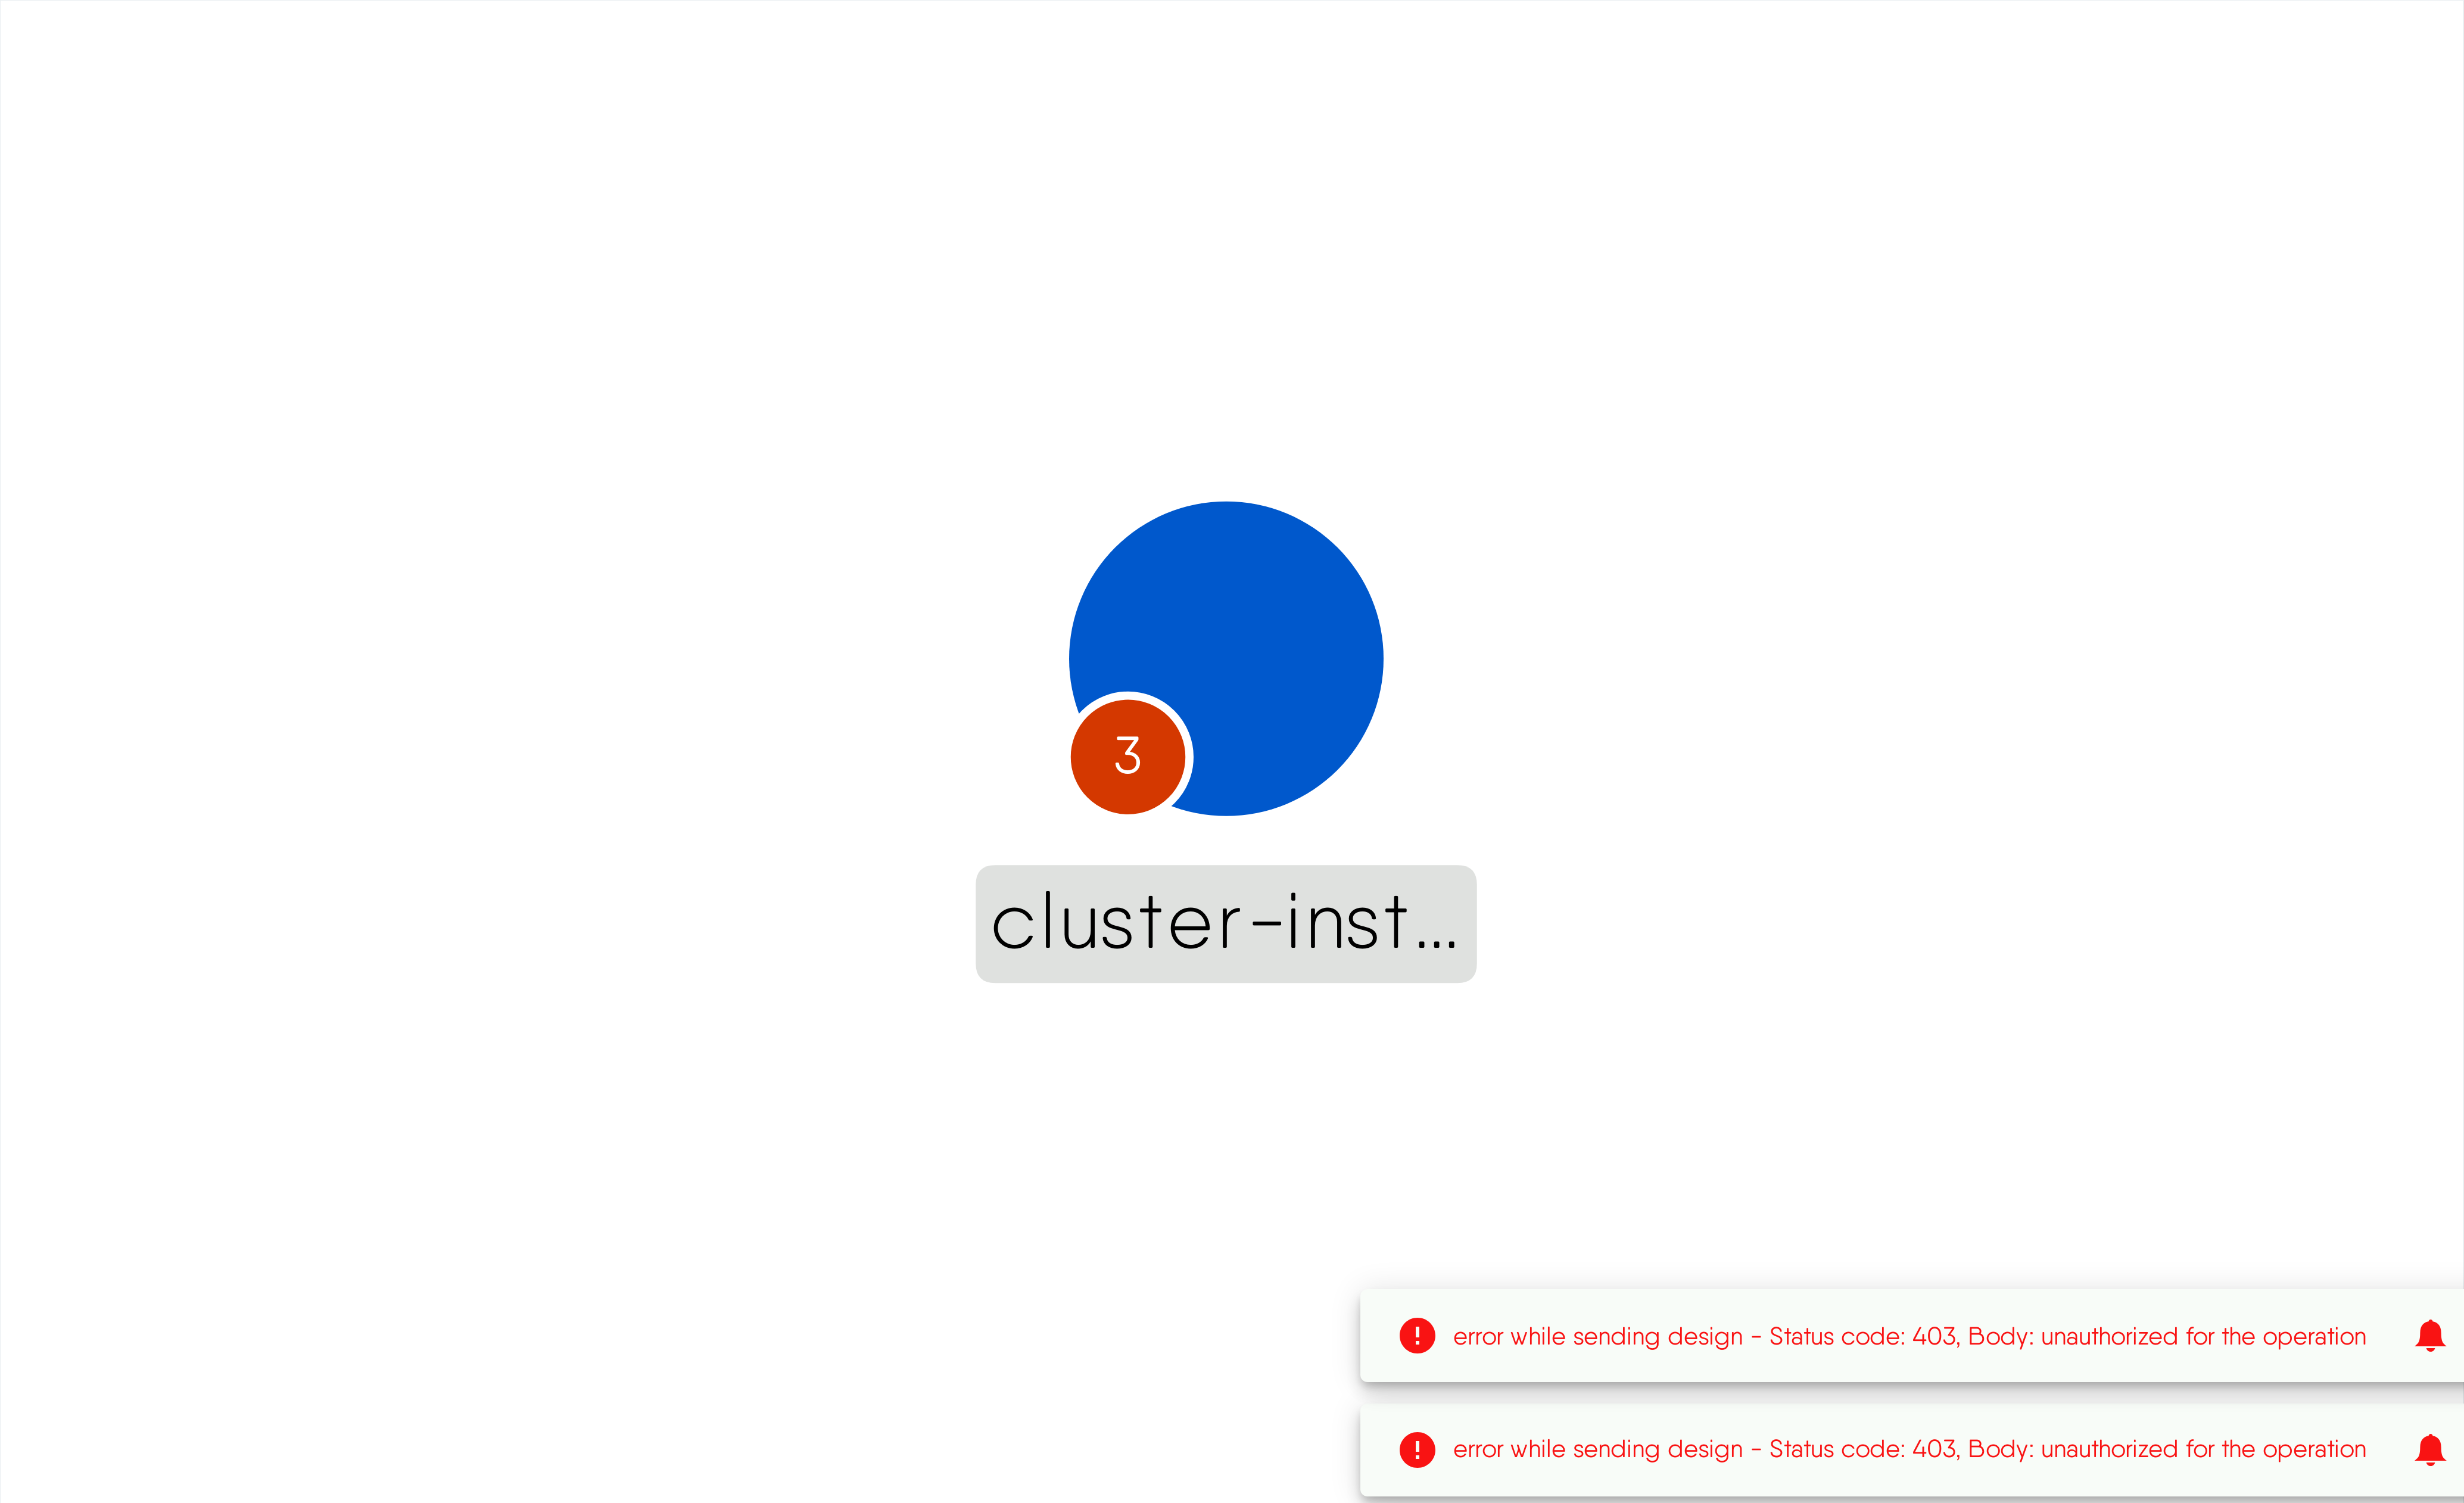 3
cluster-inst...
error while sending design - Status code: 403, Body: unauthorized for the operation
error while sending design - Status code: 403, Body: unauthorized for the operation